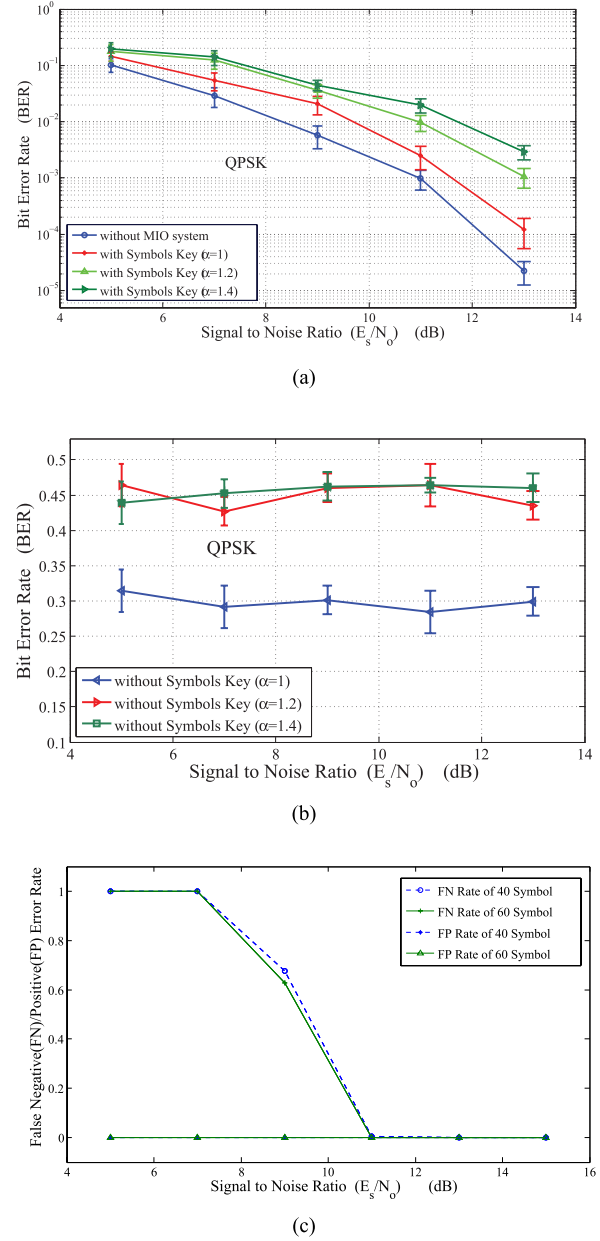 10^0
10^-1
10^-2
10^-3
10^-4
10^-5
Bit Error Rate (BER)
QPSK
without MIO system
with Symbols Key (α=1)
with Symbols Key (α=1.2)
with Symbols Key (α=1.4)
4 6 8 10 12 14
Signal to Noise Ratio (E_s/N_o) (dB)
(a)
0.5
0.45
0.4
0.35
0.3
0.25
0.2
0.15
0.1
Bit Error Rate (BER)
QPSK
without Symbols Key (α=1)
without Symbols Key (α=1.2)
without Symbols Key (α=1.4)
4 6 8 10 12 14
Signal to Noise Ratio (E_s/N_o) (dB)
(b)
1
0.8
0.6
0.4
0.2
0
False Negative(FN)/Positive(FP) Error Rate
FN Rate of 40 Symbol
FN Rate of 60 Symbol
FP Rate of 40 Symbol
FP Rate of 60 Symbol
4 6 8 10 12 14 16
Signal to Noise Ratio (E_s/N_o) (dB)
(c)